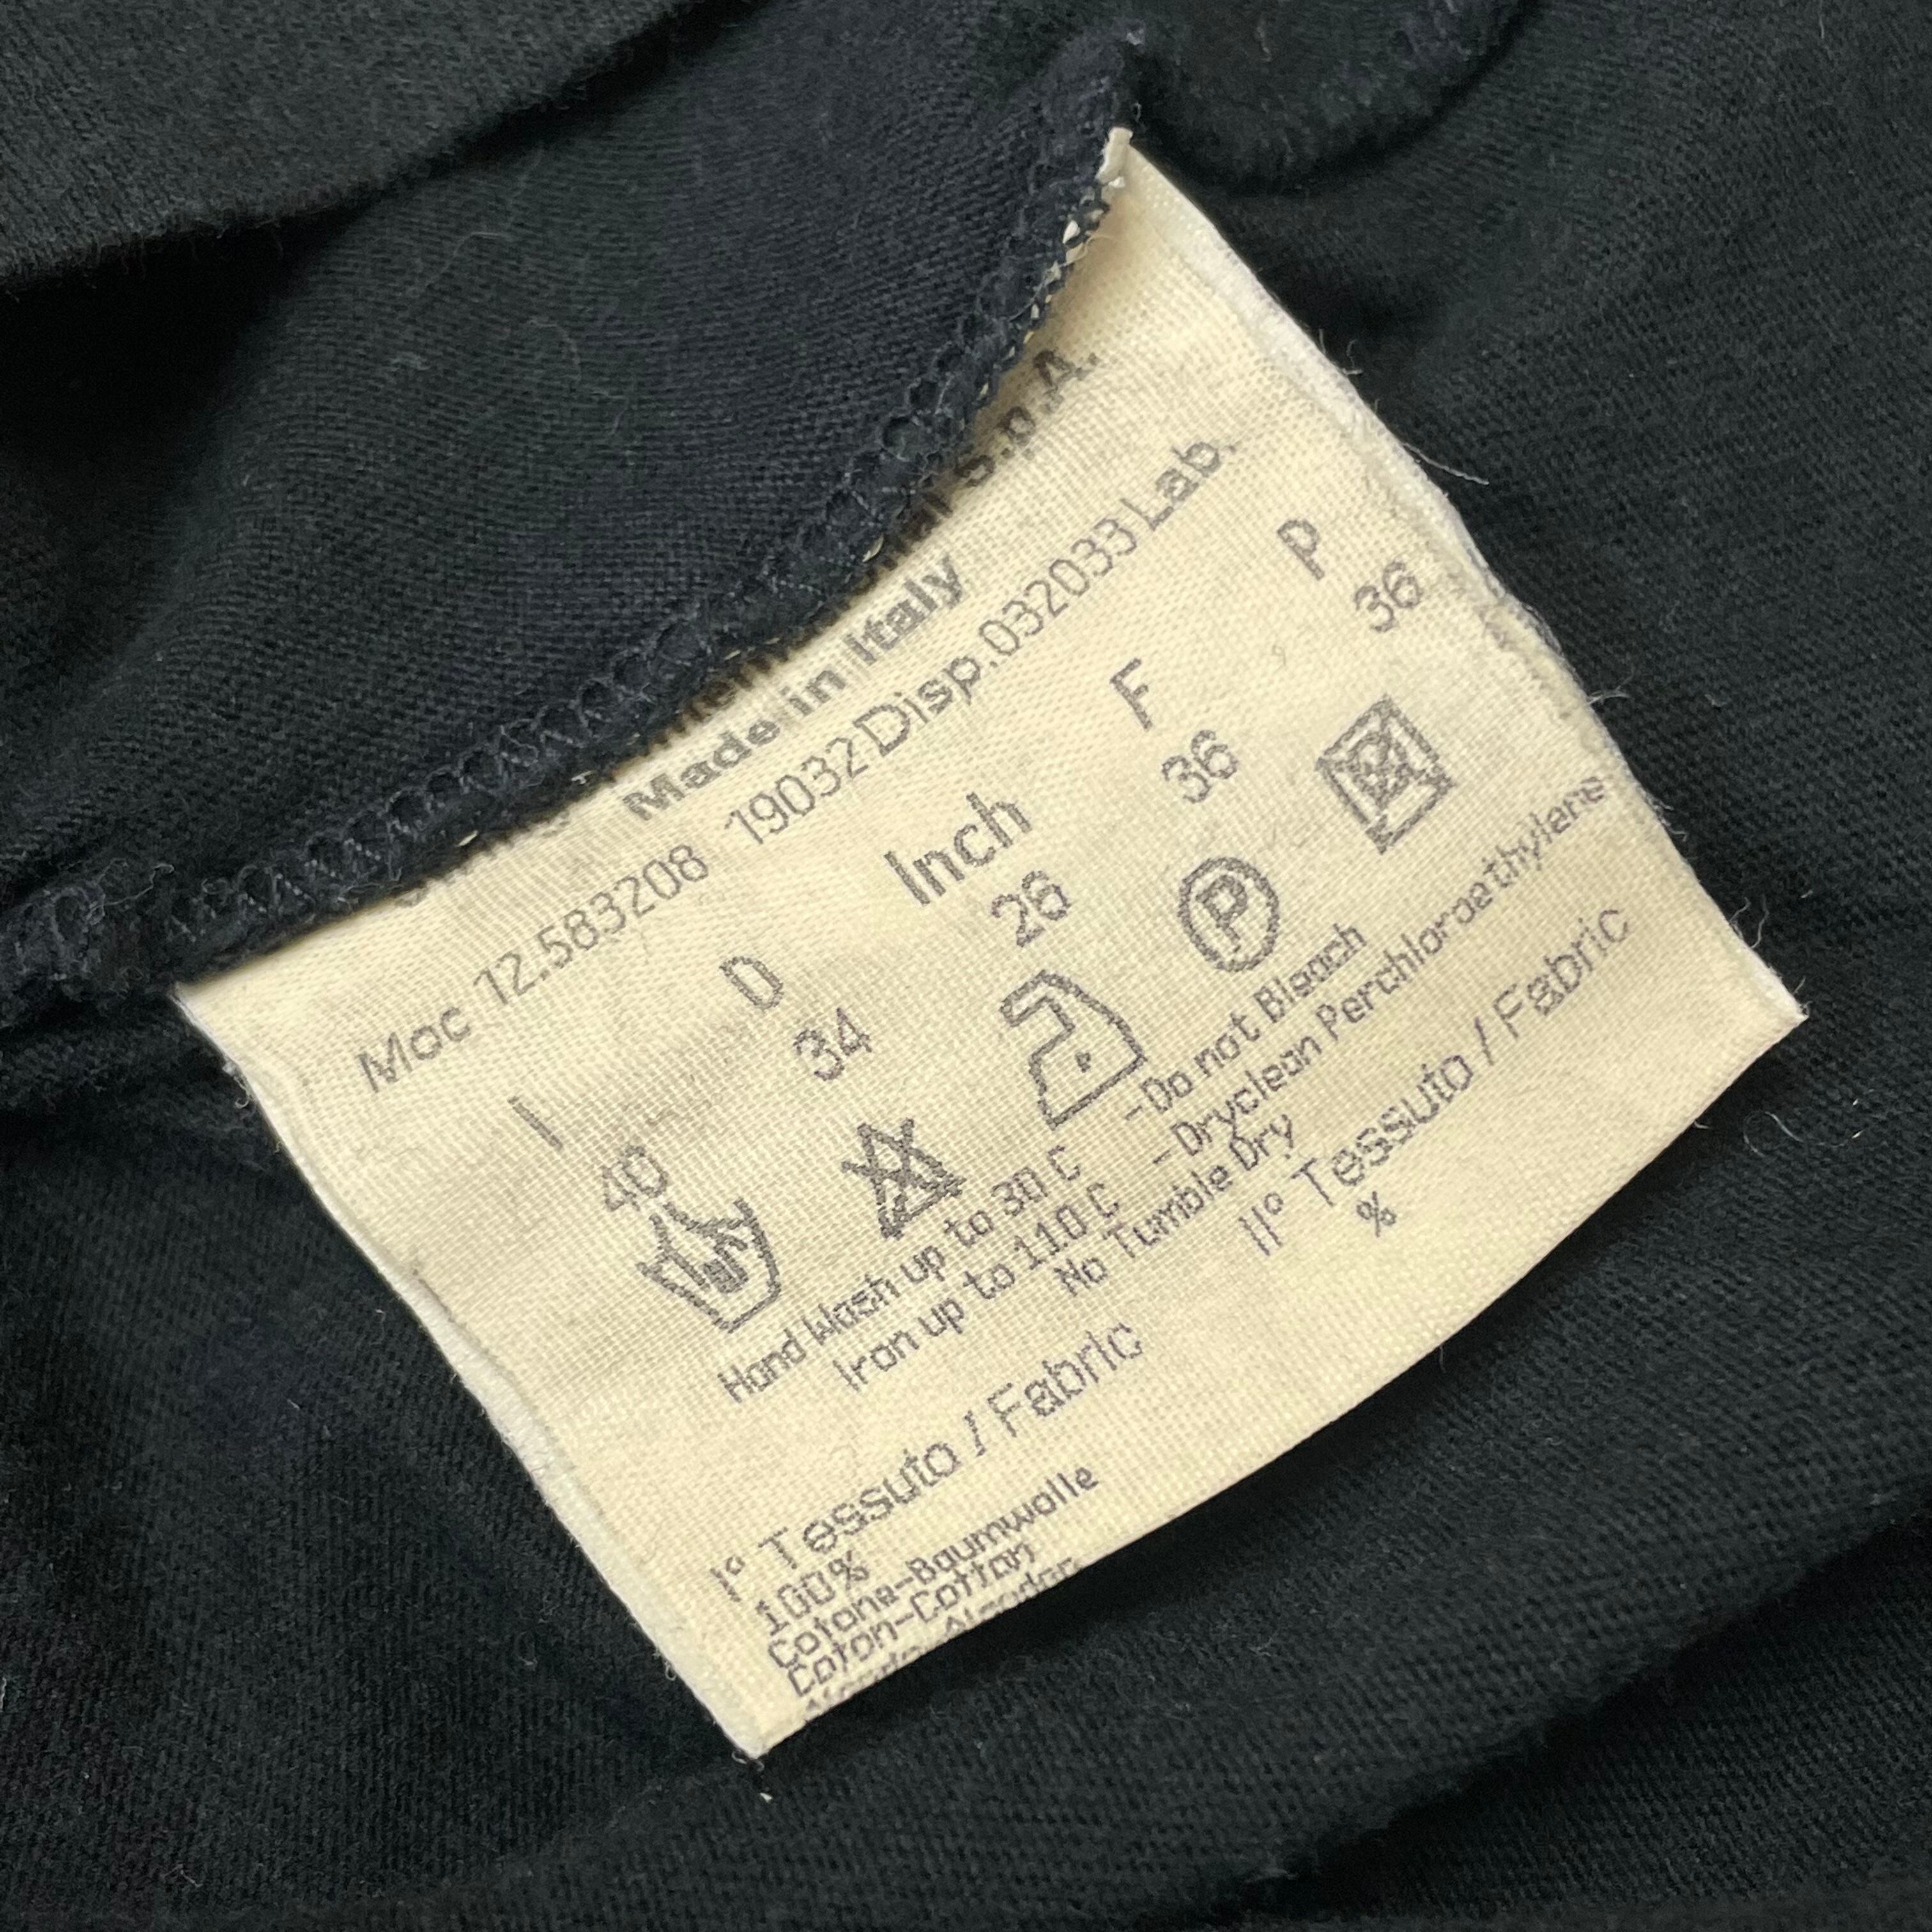 S.p.A.
Made in Italy
Moc 12.583208 19032 Disp.032033 Lab.
I D Inch F P
40 34 26 36 36
P
Hand Wash up to 30 C -Do not Bleach
Iron up to 110 C -Dryclean Perchloroethylene
No Tumble Dry
I° Tessuto / Fabric II° Tessuto / Fabric
100% %
Cotone-Baumwolle
Coton-Cotton